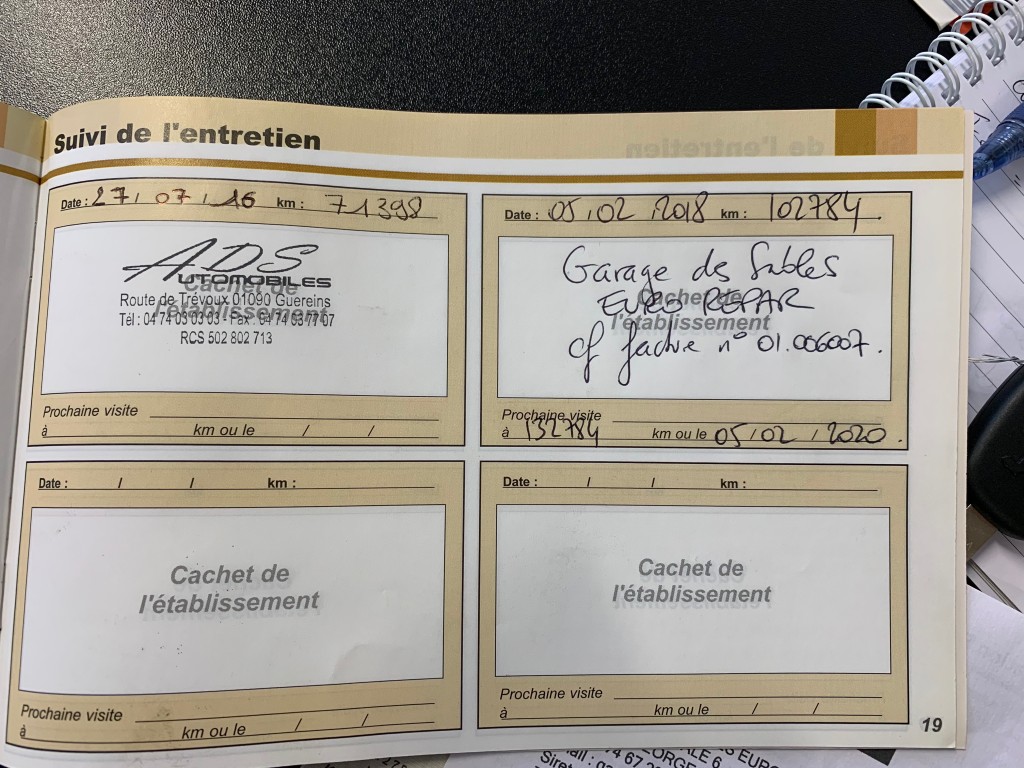 Suivi de l'entretien
Date : 27 / 07 / 16 km : 71398
ADS
AUTOMOBILES
Cachet de
l'établissement
Route de Trévoux 01090 Guereins
Tél : 04 74 03 03 03 - Fax : 04 74 03 77 07
RCS 502 802 713
Prochaine visite
à km ou le / /
Date : 05 / 02 / 2018 km : 102784
Garage des Sables
EURO REPAR
Cachet de
l'établissement
cf facture n° 01.006007.
Prochaine visite
à 132784 km ou le 05 / 02 / 2020.
Date : / / km :
Cachet de
l'établissement
Prochaine visite
à km ou le / /
Date : / / km :
Cachet de
l'établissement
Prochaine visite
à km ou le / /
19